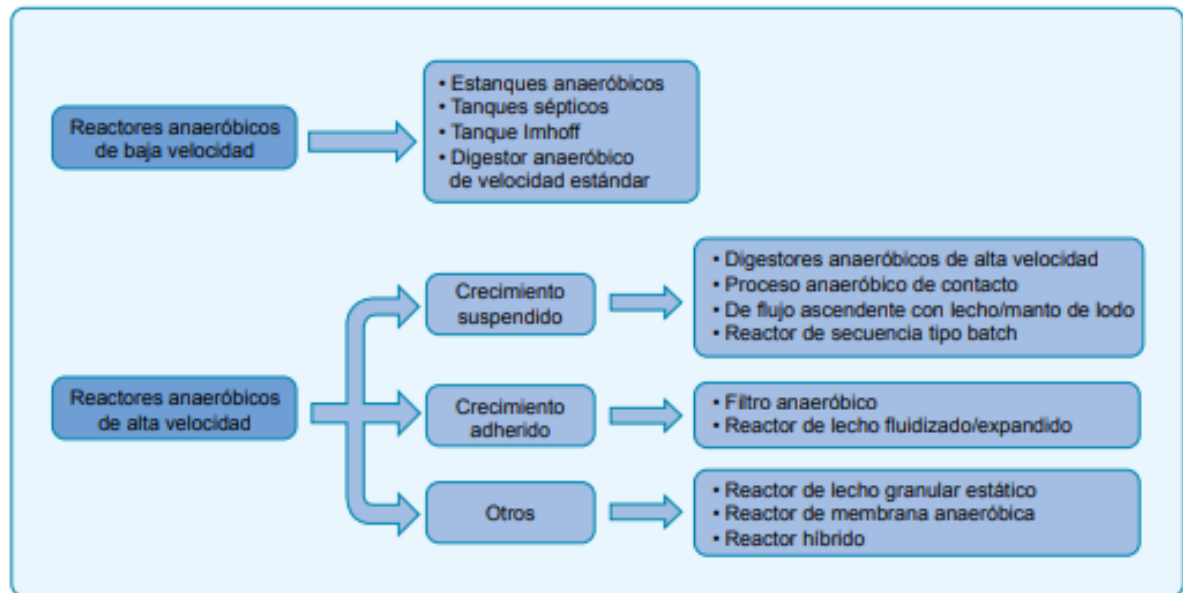 Reactores anaeróbicos
de baja velocidad
• Estanques anaeróbicos
• Tanques sépticos
• Tanque Imhoff
• Digestor anaeróbico
de velocidad estándar
Reactores anaeróbicos
de alta velocidad
Crecimiento
suspendido
• Digestores anaeróbicos de alta velocidad
• Proceso anaeróbico de contacto
• De flujo ascendente con lecho/manto de lodo
• Reactor de secuencia tipo batch
Crecimiento
adherido
• Filtro anaeróbico
• Reactor de lecho fluidizado/expandido
Otros
• Reactor de lecho granular estático
• Reactor de membrana anaeróbica
• Reactor híbrido